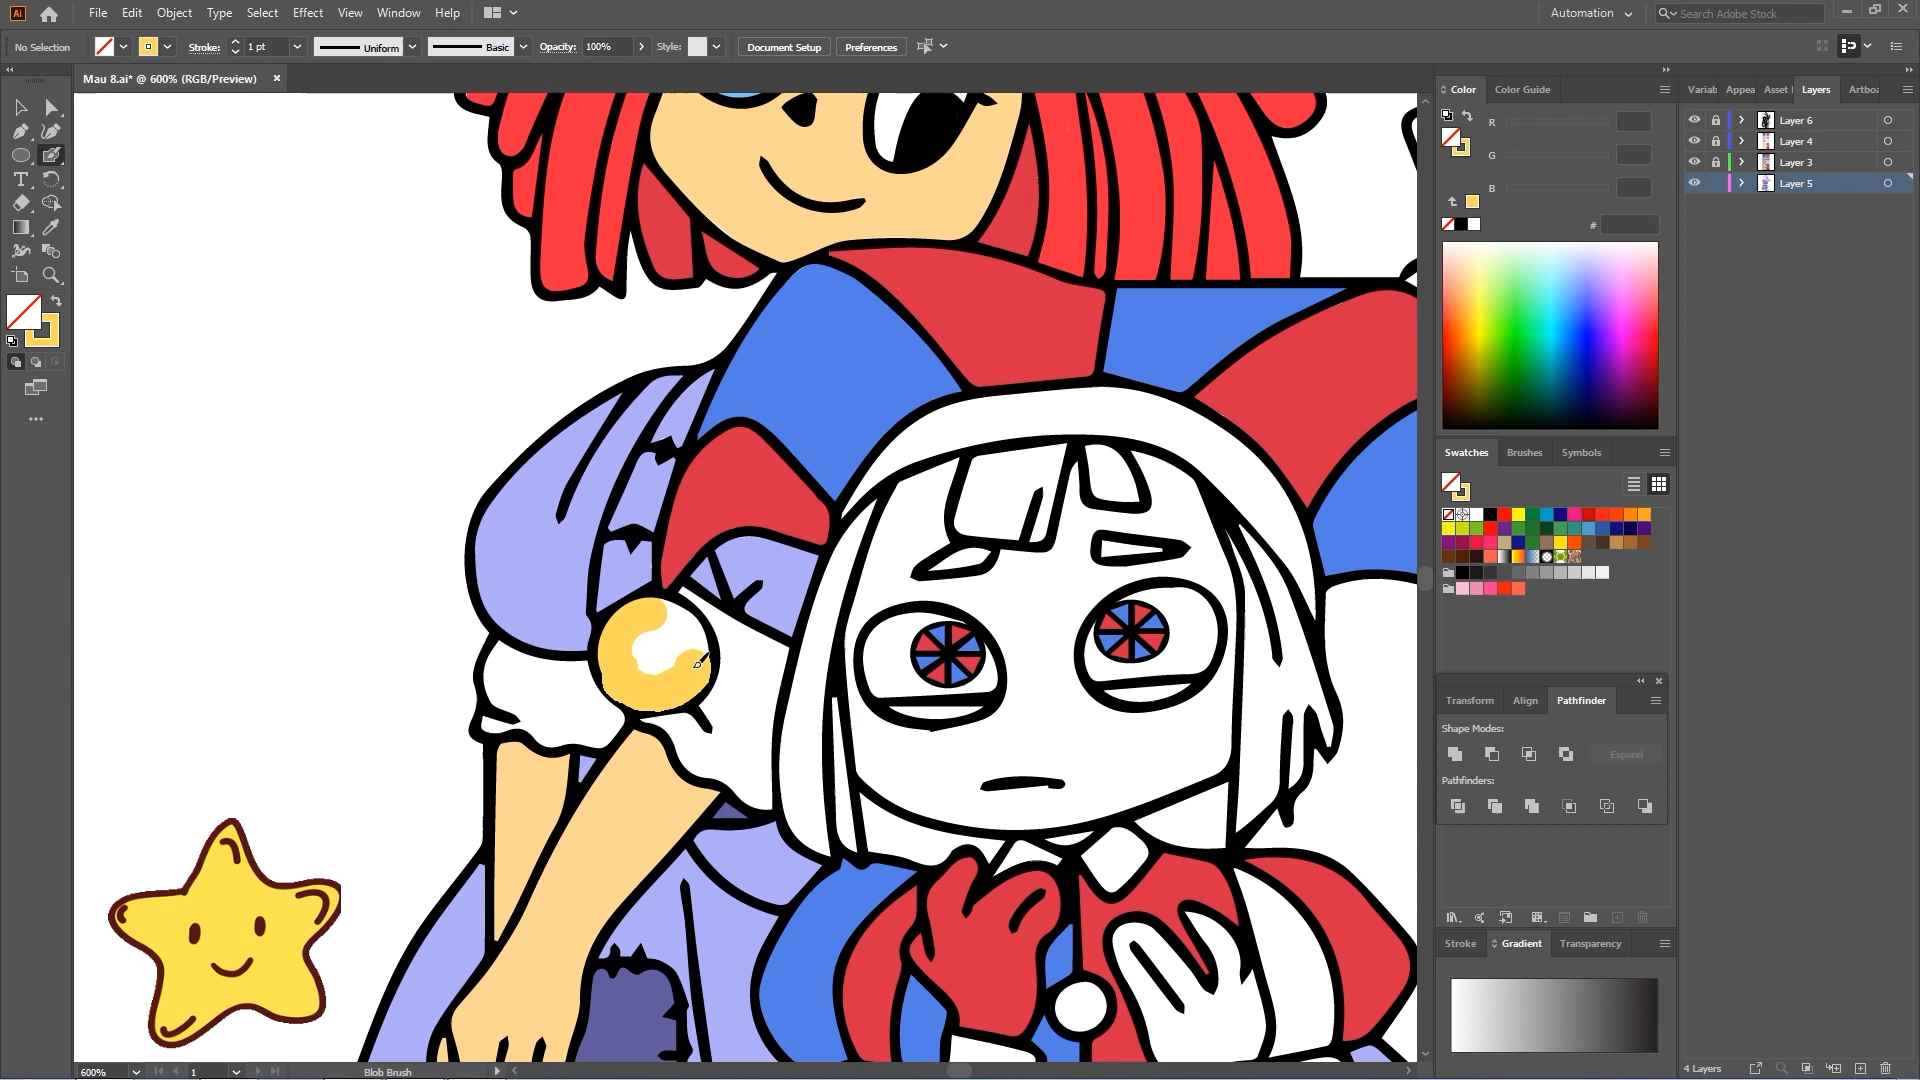 Ai File Edit Object Type Select Effect View Window Help Automation Search Adobe Stock
No Selection Stroke: 1 pt Uniform Basic Opacity: 100% Style: Document Setup Preferences
Mau 8.ai* @ 600% (RGB/Preview)
Color Color Guide
Variab Appea Asset Layers Artboa
R
G
B
#
Layer 6
Layer 4
Layer 3
Layer 5
Swatches Brushes Symbols
Transform Align Pathfinder
Shape Modes:
Expand
Pathfinders:
Stroke Gradient Transparency
600% 1 Blob Brush
4 Layers